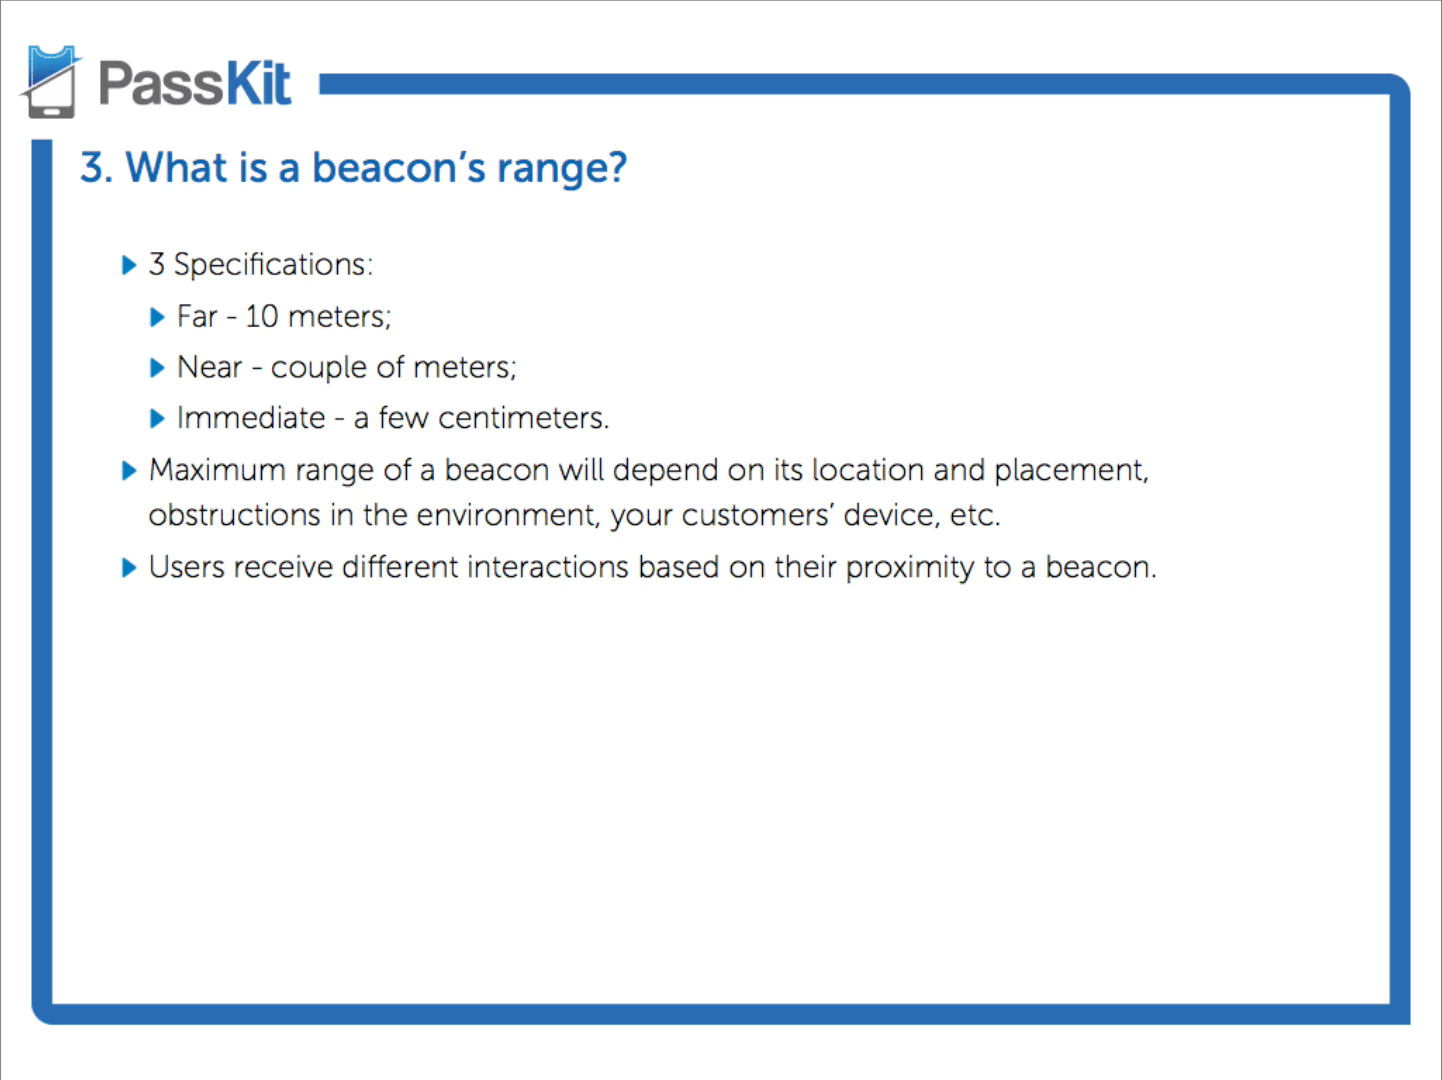 PassKit
3. What is a beacon’s range?
3 Specifications:
Far - 10 meters;
Near - couple of meters;
Immediate - a few centimeters.
Maximum range of a beacon will depend on its location and placement,
obstructions in the environment, your customers’ device, etc.
Users receive different interactions based on their proximity to a beacon.